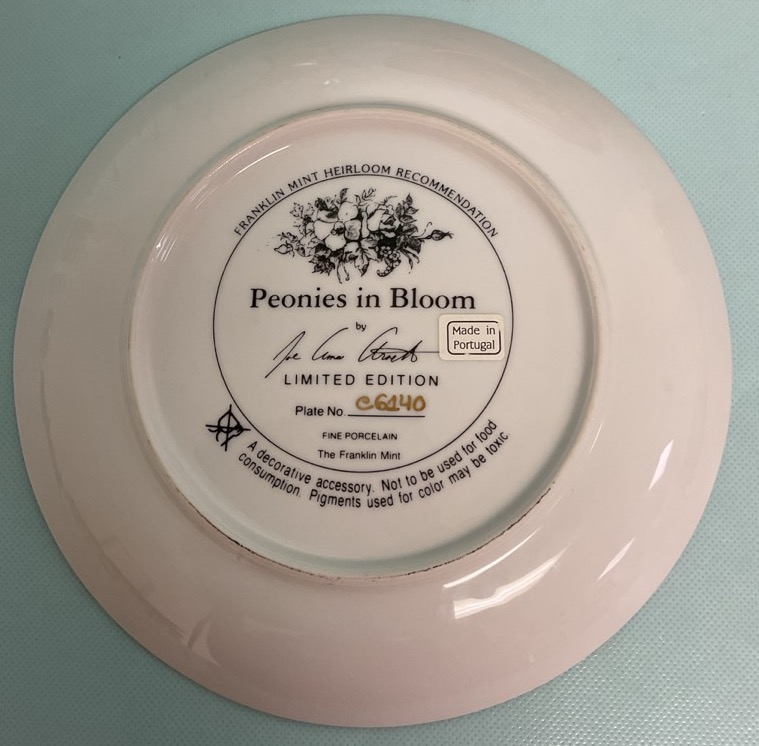 FRANKLIN MINT HEIRLOOM RECOMMENDATION
Peonies in Bloom
by
Made in
Portugal
LIMITED EDITION
Plate No. C6140
FINE PORCELAIN
The Franklin Mint
A decorative accessory. Not to be used for food
consumption. Pigments used for color may be toxic